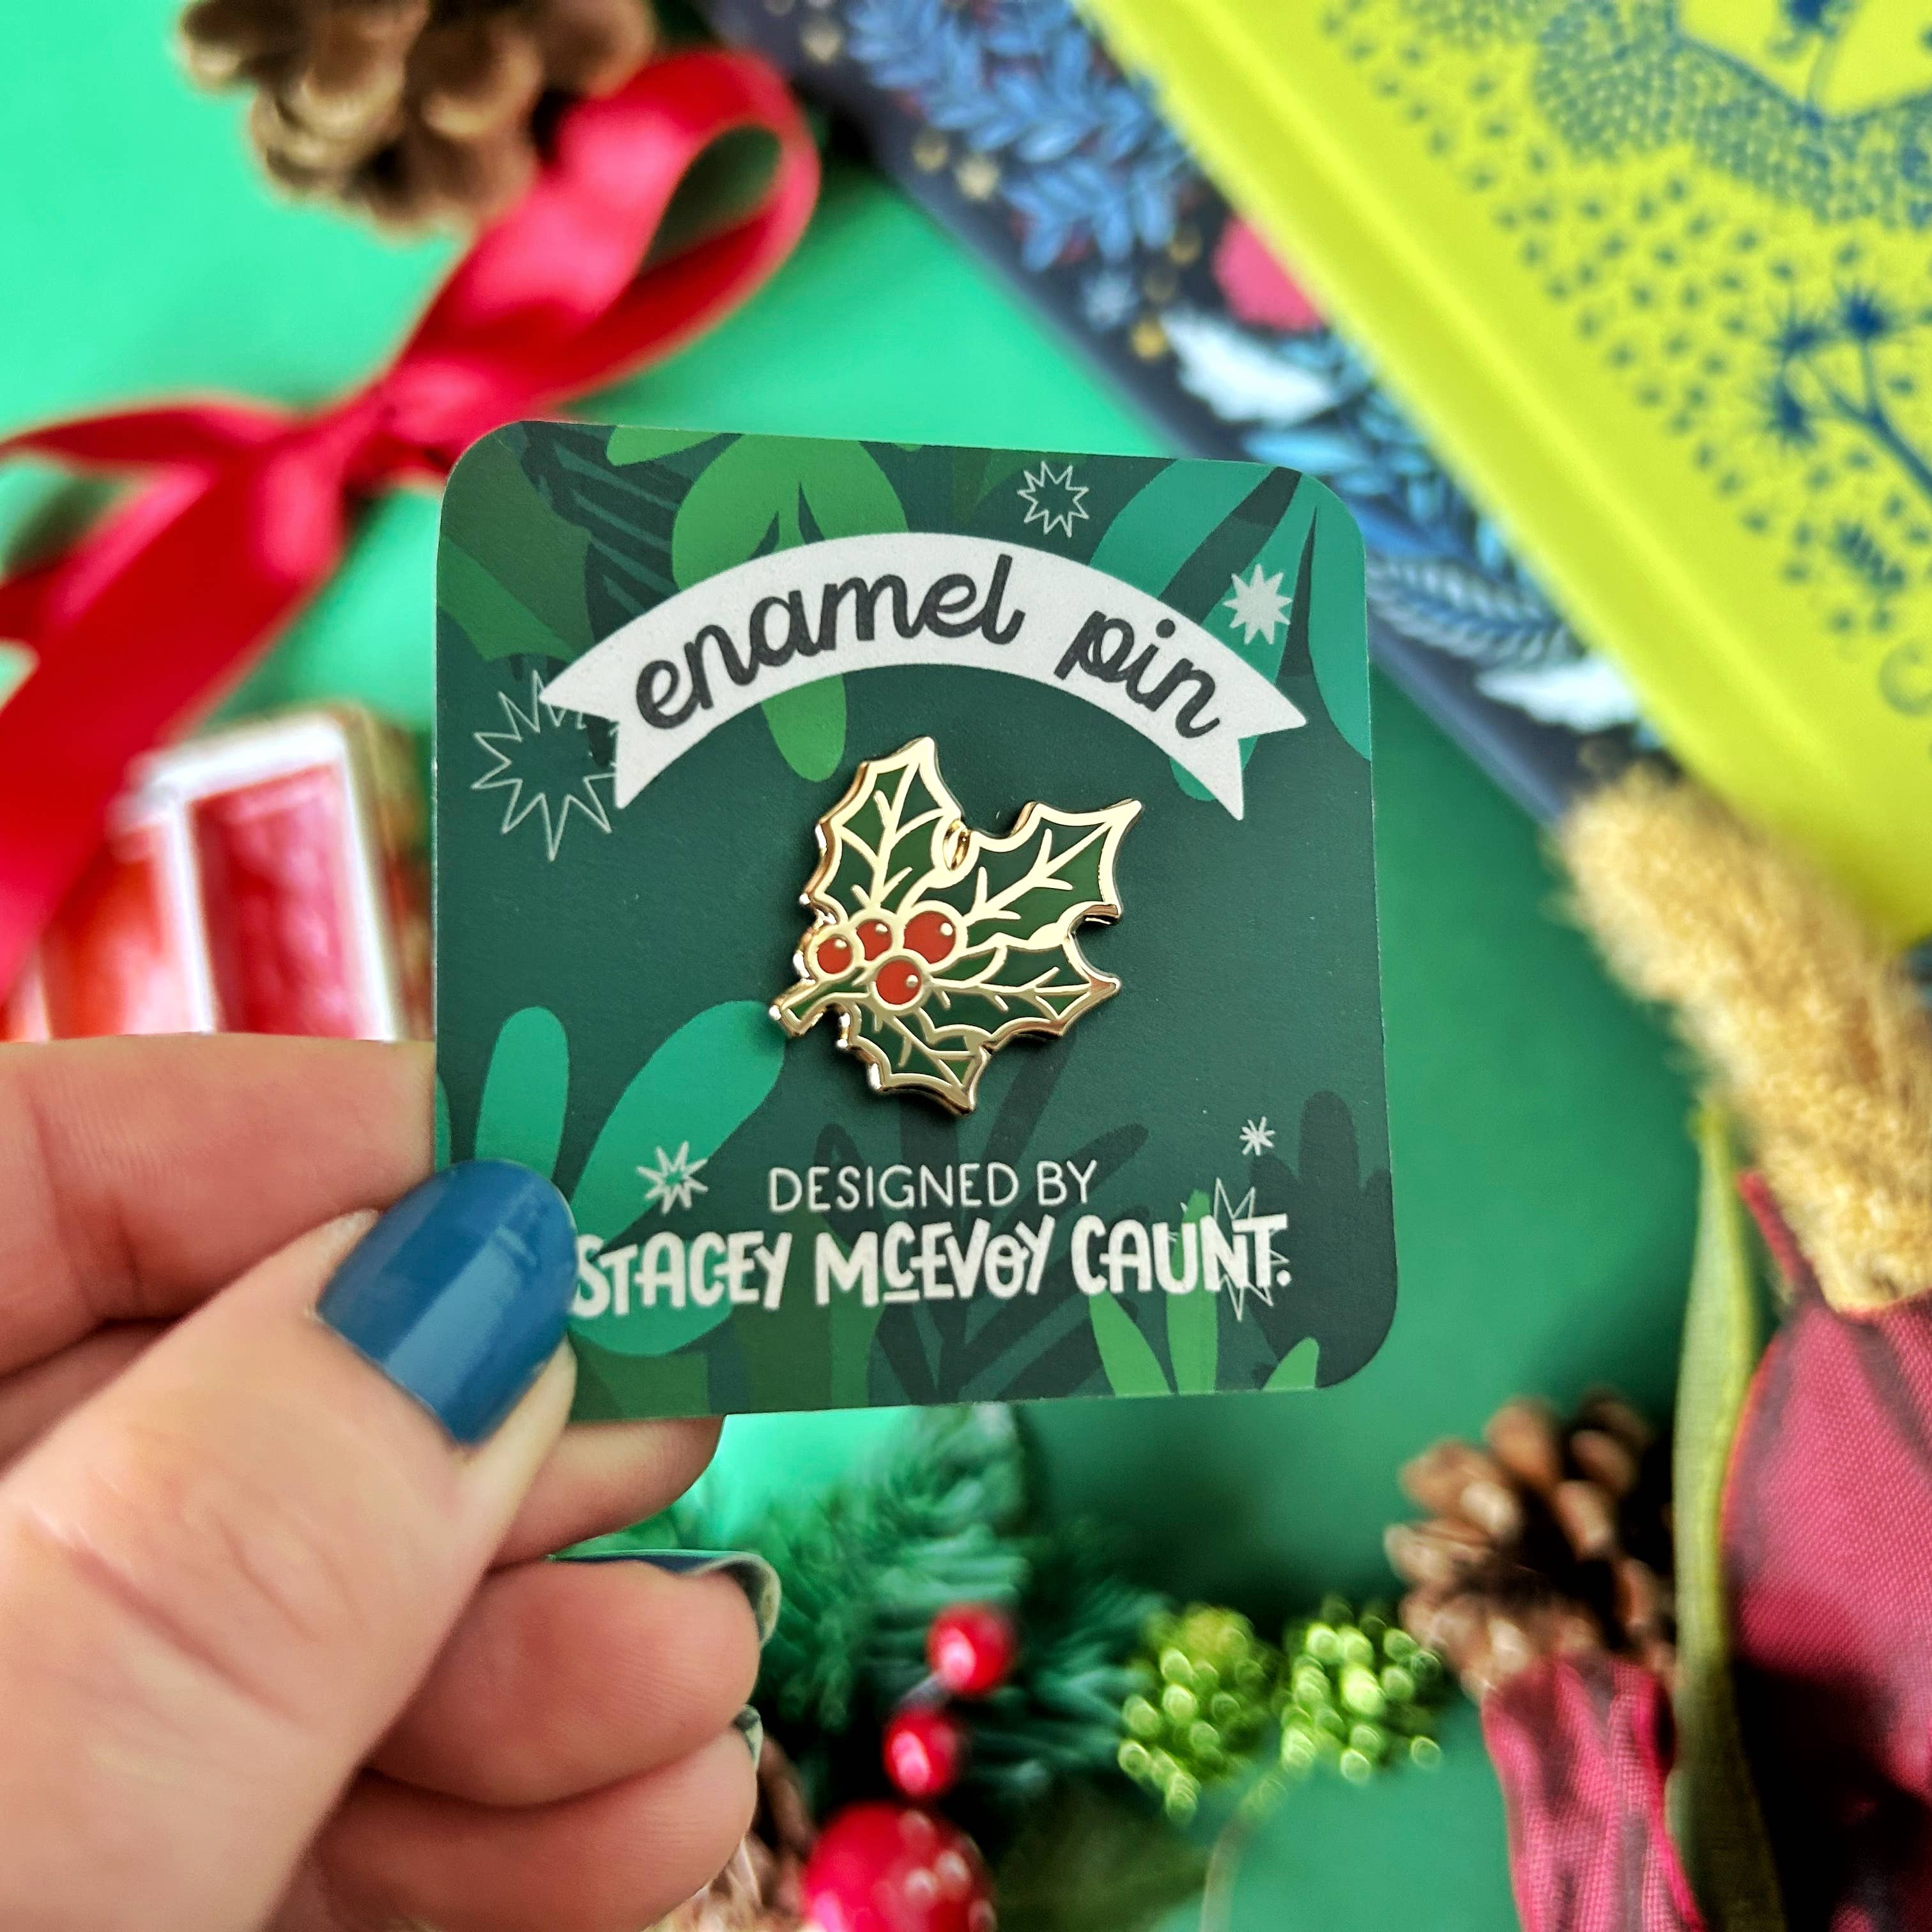 enamel pin
DESIGNED BY
STACEY MCEVOY CAUNT.